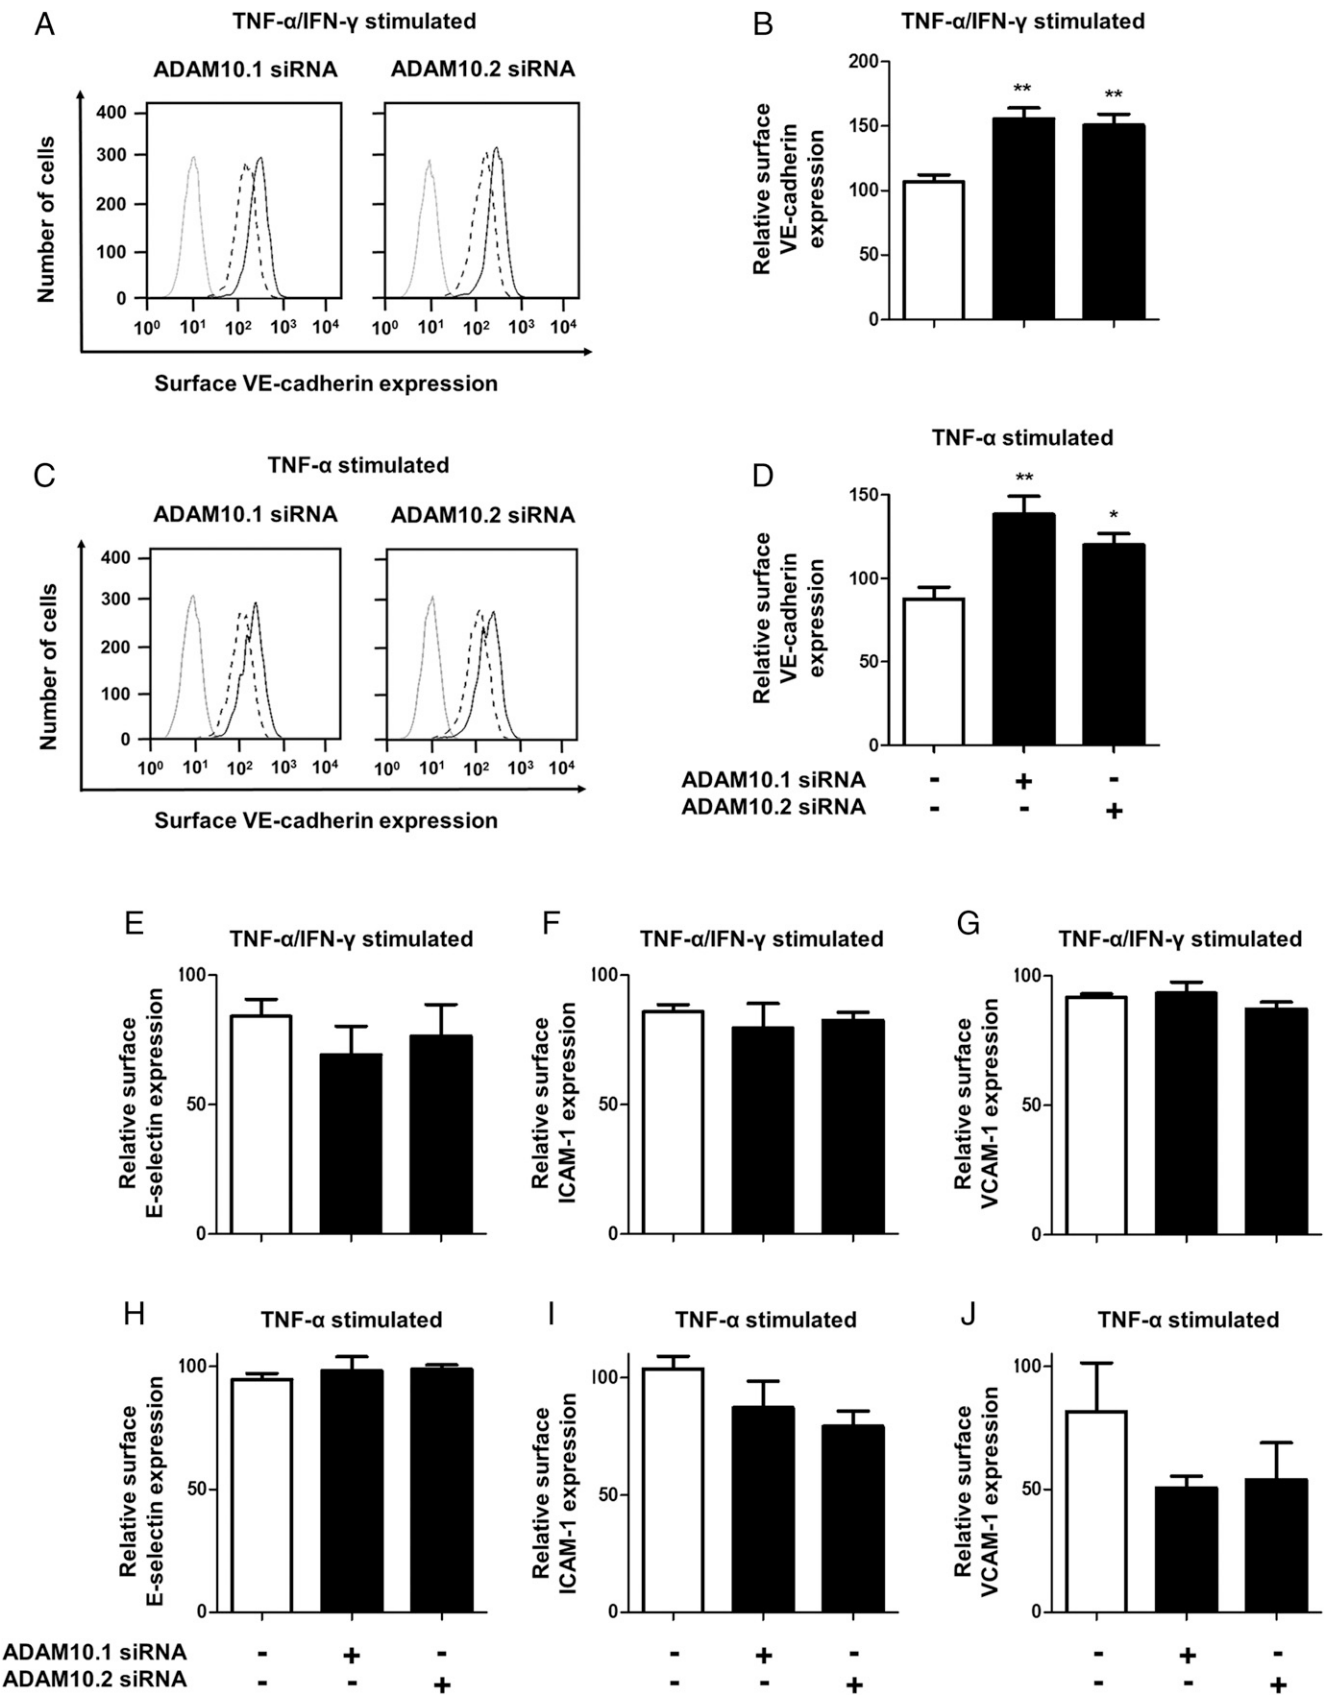 A
TNF-α/IFN-γ stimulated
ADAM10.1 siRNA
ADAM10.2 siRNA
Number of cells
400
300
200
100
0
10⁰ 10¹ 10² 10³ 10⁴
10⁰ 10¹ 10² 10³ 10⁴
Surface VE-cadherin expression
B
TNF-α/IFN-γ stimulated
Relative surface
VE-cadherin
expression
200
150
100
50
0
**
**
C
TNF-α stimulated
ADAM10.1 siRNA
ADAM10.2 siRNA
Number of cells
400
300
200
100
0
10⁰ 10¹ 10² 10³ 10⁴
10⁰ 10¹ 10² 10³ 10⁴
Surface VE-cadherin expression
D
TNF-α stimulated
Relative surface
VE-cadherin
expression
150
100
50
0
**
*
ADAM10.1 siRNA - + -
ADAM10.2 siRNA - - +
E
TNF-α/IFN-γ stimulated
Relative surface
E-selectin expression
100
50
0
F
TNF-α/IFN-γ stimulated
Relative surface
ICAM-1 expression
100
50
0
G
TNF-α/IFN-γ stimulated
Relative surface
VCAM-1 expression
100
50
0
H
TNF-α stimulated
Relative surface
E-selectin expression
100
50
0
I
TNF-α stimulated
Relative surface
ICAM-1 expression
100
50
0
J
TNF-α stimulated
Relative surface
VCAM-1 expression
100
50
0
ADAM10.1 siRNA - + - - + - - + -
ADAM10.2 siRNA - - + - - + - - +